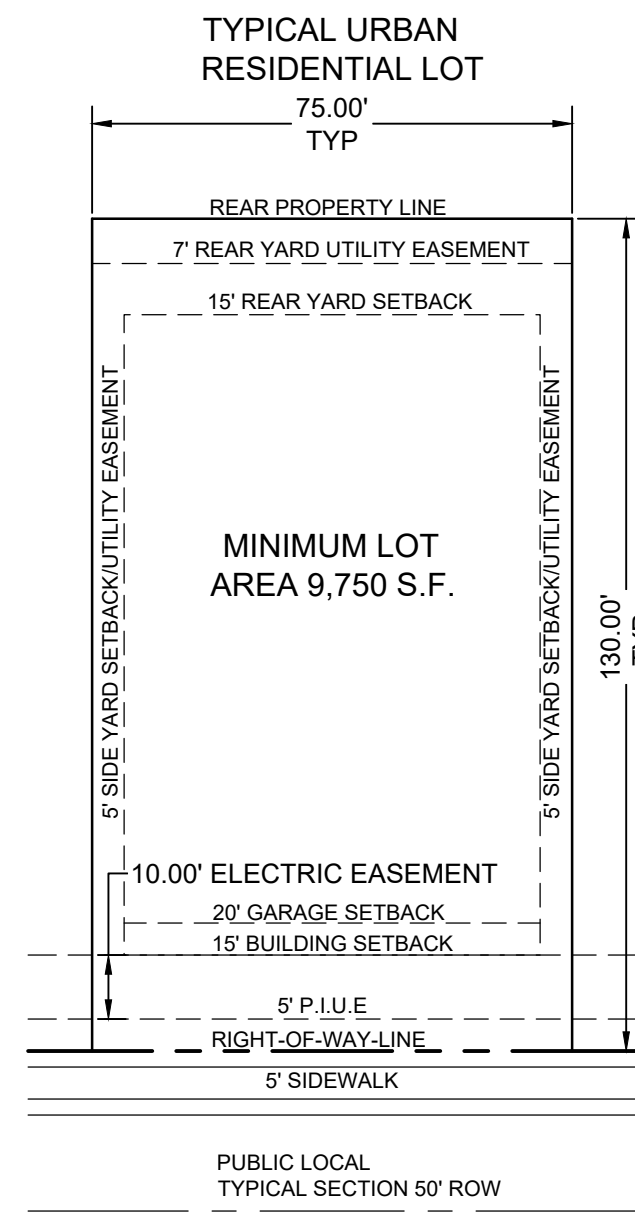 TYPICAL URBAN
RESIDENTIAL LOT
75.00'
TYP
REAR PROPERTY LINE
7' REAR YARD UTILITY EASEMENT
15' REAR YARD SETBACK
5' SIDE YARD SETBACK/UTILITY EASEMENT
MINIMUM LOT
AREA 9,750 S.F.
5' SIDE YARD SETBACK/UTILITY EASEMENT
130.00'
10.00' ELECTRIC EASEMENT
20' GARAGE SETBACK
15' BUILDING SETBACK
5' P.I.U.E
RIGHT-OF-WAY-LINE
5' SIDEWALK
PUBLIC LOCAL
TYPICAL SECTION 50' ROW